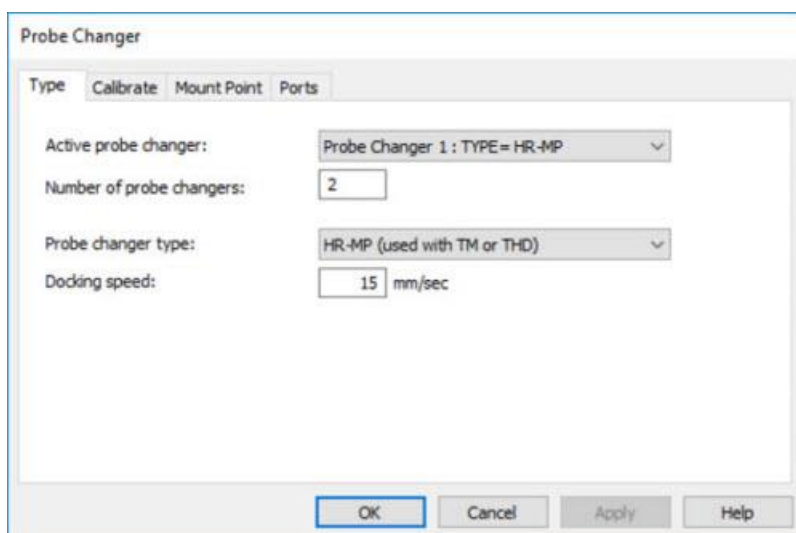 Probe Changer
Type Calibrate Mount Point Ports
Active probe changer: Probe Changer 1 : TYPE= HR-MP
Number of probe changers: 2
Probe changer type: HR-MP (used with TM or THD)
Docking speed: 15 mm/sec
OK Cancel Apply Help